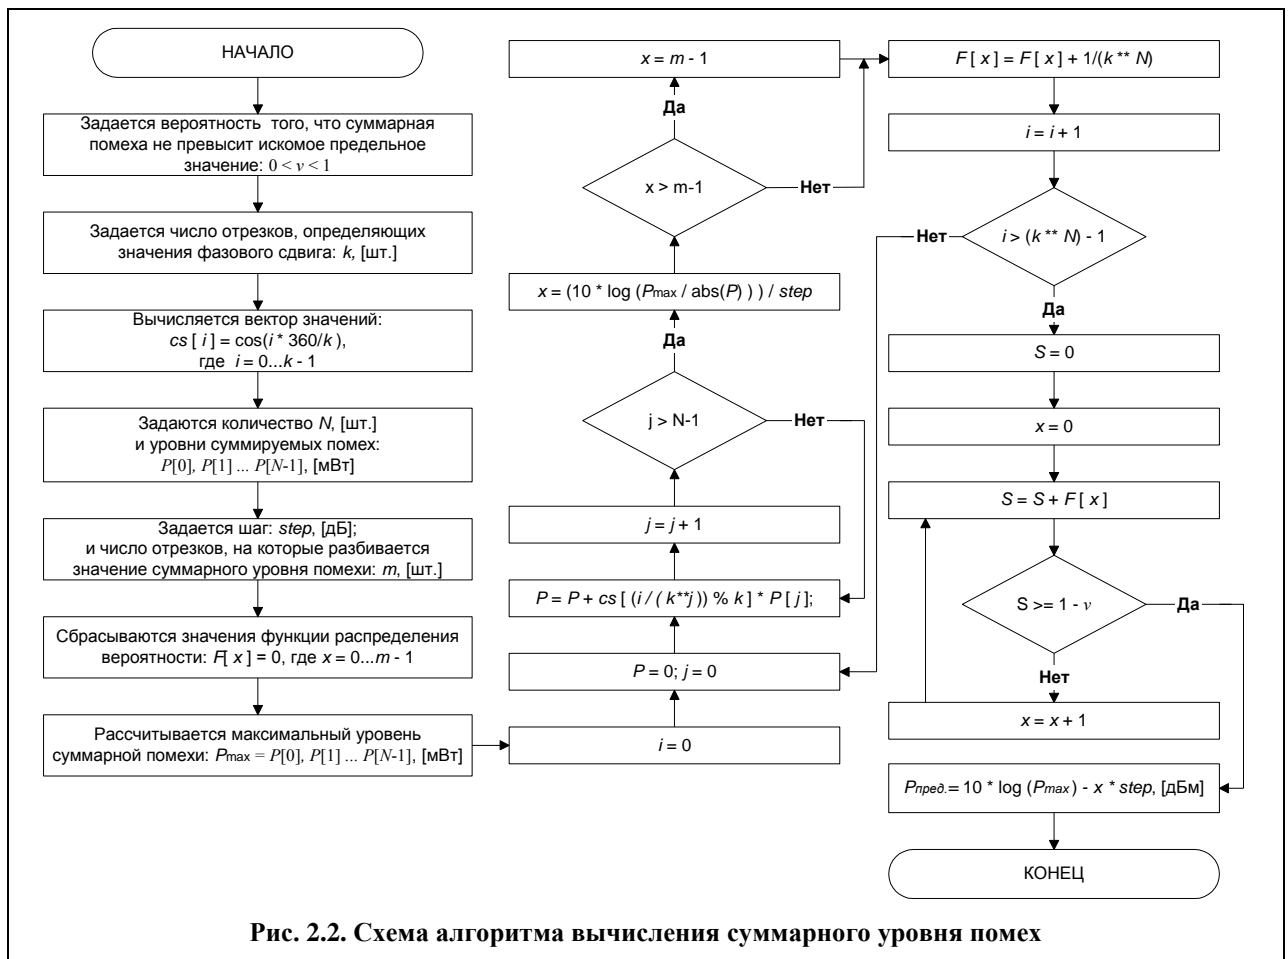 НАЧАЛО
Задается вероятность того, что суммарная
помеха не превысит искомое предельное
значение: 0 < v < 1
Задается число отрезков, определяющих
значения фазового сдвига: k, [шт.]
Вычисляется вектор значений:
cs [ i ] = cos(i * 360/k ),
где i = 0...k - 1
Задаются количество N, [шт.]
и уровни суммируемых помех:
P[0], P[1] ... P[N-1], [мВт]
Задается шаг: step, [дБ];
и число отрезков, на которые разбивается
значение суммарного уровня помехи: m, [шт.]
Сбрасываются значения функции распределения
вероятности: F[ x ] = 0, где x = 0...m - 1
Рассчитывается максимальный уровень
суммарной помехи: Pmax = P[0], P[1] ... P[N-1], [мВт]
x = m - 1
Да
x > m-1
Нет
x = (10 * log (Pmax / abs(P) ) ) / step
Да
j > N-1
Нет
j = j + 1
P = P + cs [ (i / ( k**j )) % k ] * P [ j ];
P = 0; j = 0
i = 0
F [ x ] = F [ x ] + 1/(k ** N)
i = i + 1
Нет
i > (k ** N) - 1
Да
S = 0
x = 0
S = S + F [ x ]
S >= 1 - v
Да
Нет
x = x + 1
Pпред.= 10 * log (Pmax ) - x * step, [дБм]
КОНЕЦ
Рис. 2.2. Схема алгоритма вычисления суммарного уровня помех